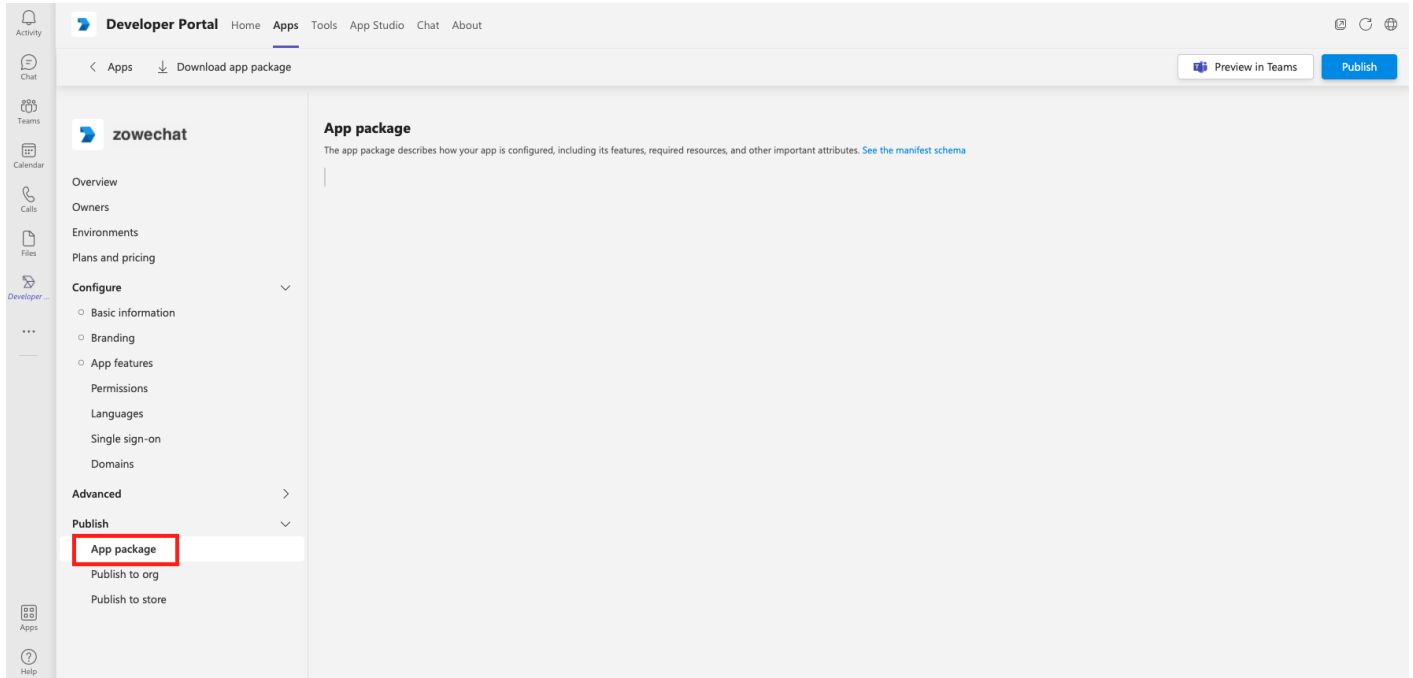 Activity
Chat
Teams
Calendar
Calls
Files
Developer ...
...
Apps
Help
Developer Portal Home Apps Tools App Studio Chat About
Apps Download app package Preview in Teams Publish
zowechat
Overview
Owners
Environments
Plans and pricing
Configure
Basic information
Branding
App features
Permissions
Languages
Single sign-on
Domains
Advanced
Publish
App package
Publish to org
Publish to store
App package
The app package describes how your app is configured, including its features, required resources, and other important attributes. See the manifest schema